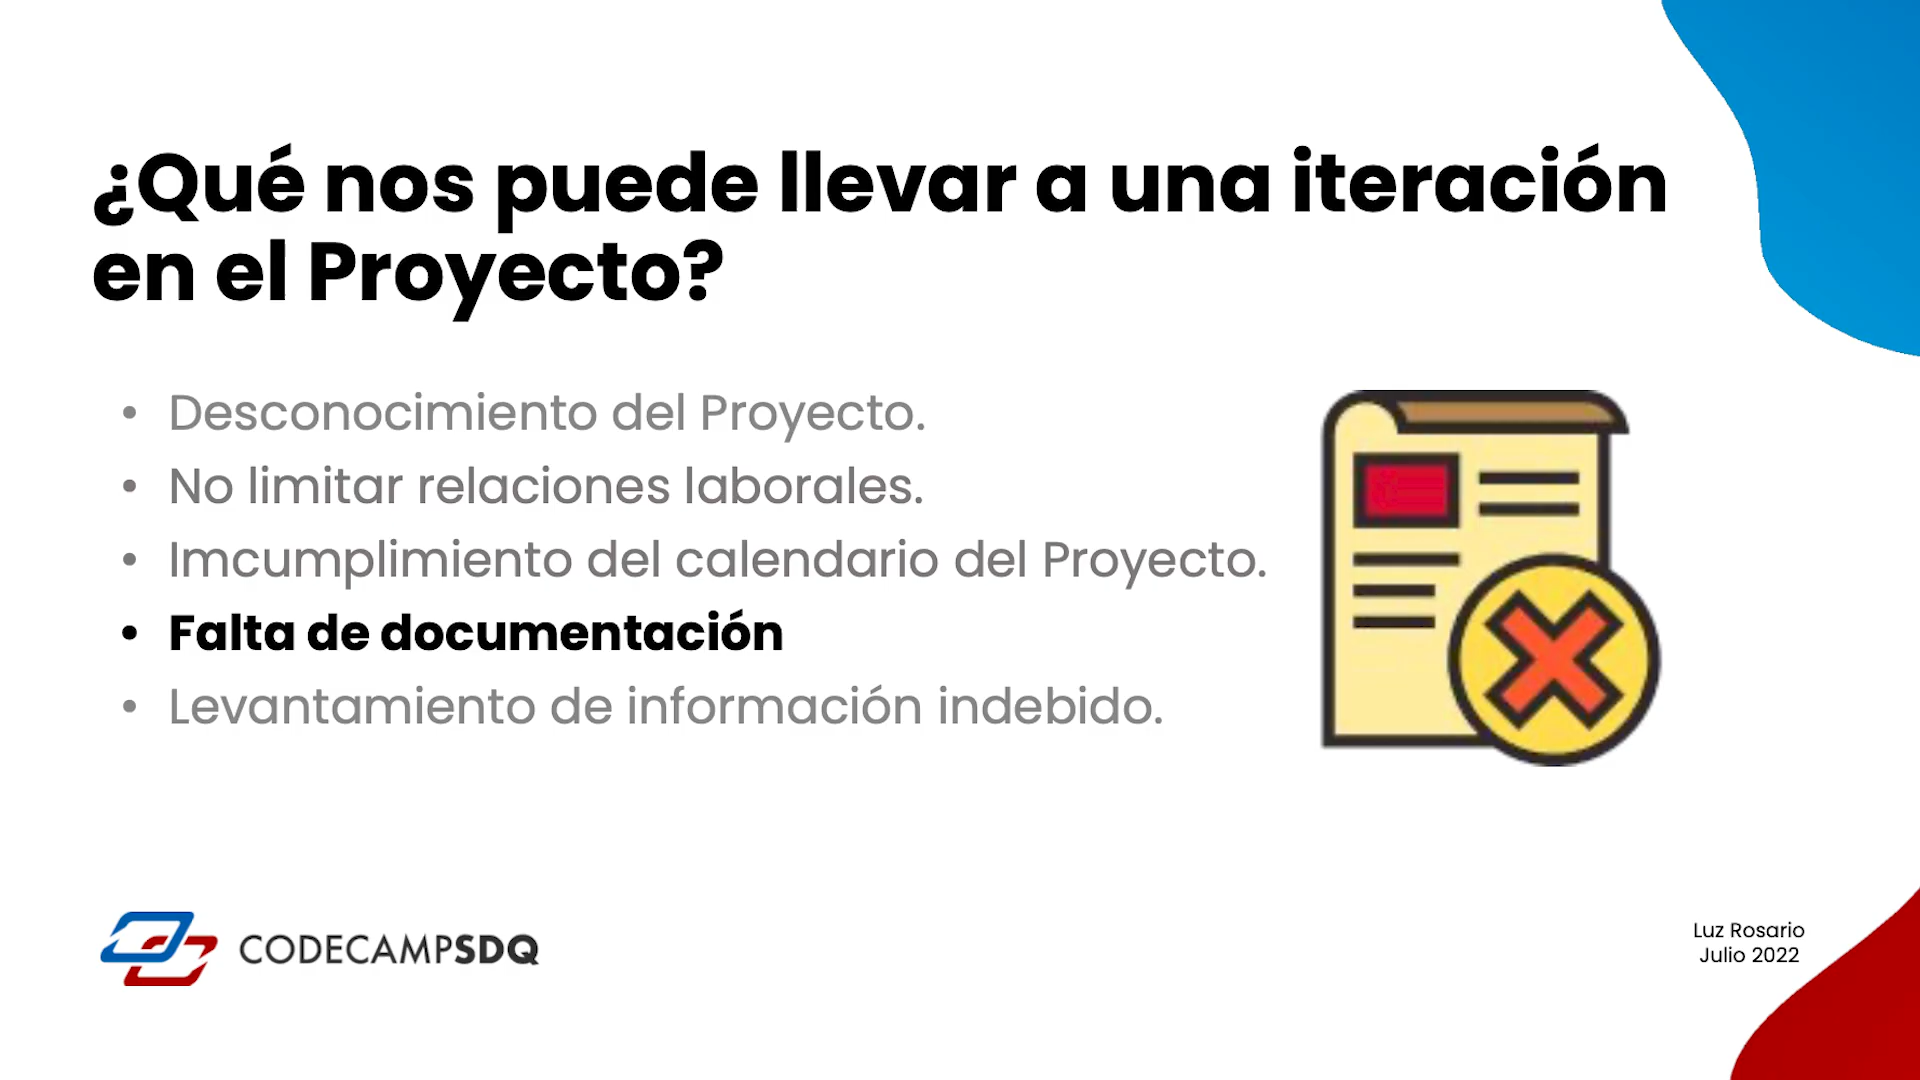 ¿Qué nos puede llevar a una iteración
en el Proyecto?
• Desconocimiento del Proyecto.
• No limitar relaciones laborales.
• Imcumplimiento del calendario del Proyecto.
• Falta de documentación
• Levantamiento de información indebido.
CODECAMPSDQ
Luz Rosario
Julio 2022